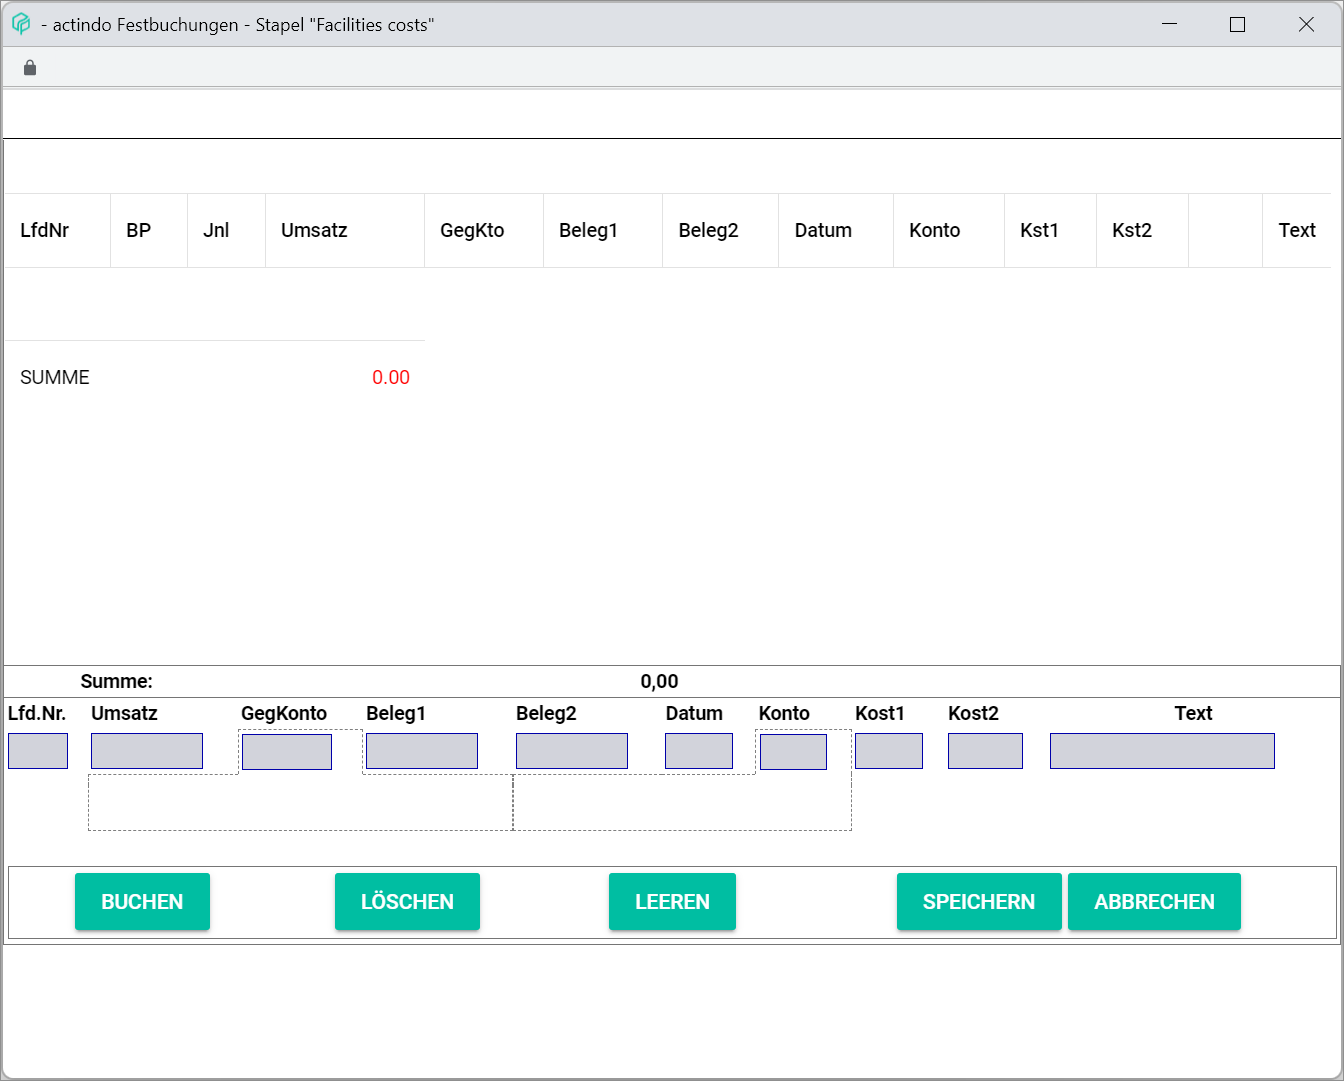 - actindo Festbuchungen - Stapel "Facilities costs"
LfdNr BP Jnl Umsatz GegKto Beleg1 Beleg2 Datum Konto Kst1 Kst2 Text
SUMME 0.00
Summe: 0,00
Lfd.Nr. Umsatz GegKonto Beleg1 Beleg2 Datum Konto Kost1 Kost2 Text
BUCHEN LÖSCHEN LEEREN SPEICHERN ABBRECHEN